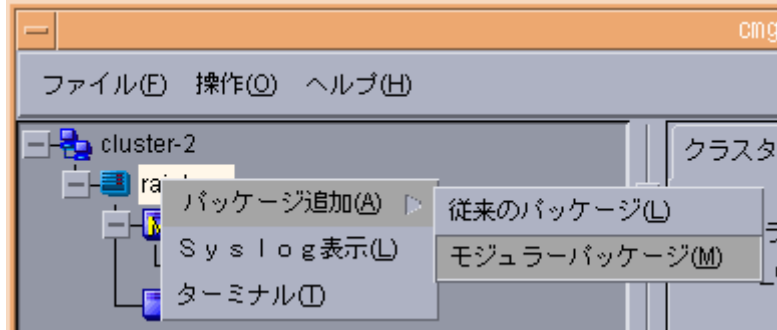 cmg
ファイル(F) 操作(O) ヘルプ(H)
cluster-2
クラスタ
パッケージ追加(A)
従来のパッケージ(L)
Ｓｙｓｌｏｇ表示(L)
モジュラーパッケージ(M)
ターミナル(T)